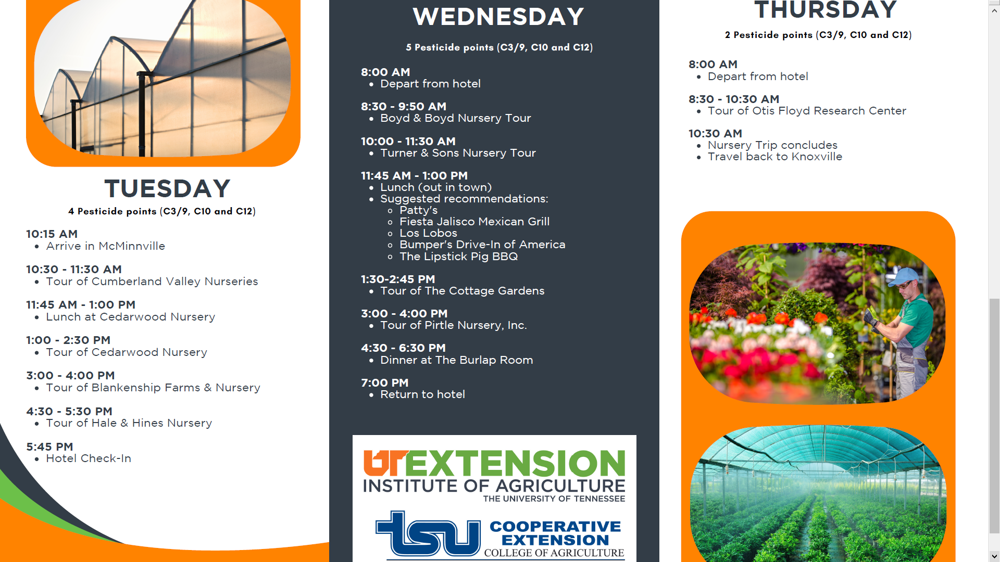 TUESDAY
4 Pesticide points (C3/9, C10 and C12)
10:15 AM
• Arrive in McMinnville
10:30 - 11:30 AM
• Tour of Cumberland Valley Nurseries
11:45 AM - 1:00 PM
• Lunch at Cedarwood Nursery
1:00 - 2:30 PM
• Tour of Cedarwood Nursery
3:00 - 4:00 PM
• Tour of Blankenship Farms & Nursery
4:30 - 5:30 PM
• Tour of Hale & Hines Nursery
5:45 PM
• Hotel Check-In
WEDNESDAY
5 Pesticide points (C3/9, C10 and C12)
8:00 AM
• Depart from hotel
8:30 - 9:50 AM
• Boyd & Boyd Nursery Tour
10:00 - 11:30 AM
• Turner & Sons Nursery Tour
11:45 AM - 1:00 PM
• Lunch (out in town)
• Suggested recommendations:
◦ Patty's
◦ Fiesta Jalisco Mexican Grill
◦ Los Lobos
◦ Bumper's Drive-In of America
◦ The Lipstick Pig BBQ
1:30-2:45 PM
• Tour of The Cottage Gardens
3:00 - 4:00 PM
• Tour of Pirtle Nursery, Inc.
4:30 - 6:30 PM
• Dinner at The Burlap Room
7:00 PM
• Return to hotel
UTEXTENSION
INSTITUTE OF AGRICULTURE
THE UNIVERSITY OF TENNESSEE
tsu COOPERATIVE
EXTENSION
COLLEGE OF AGRICULTURE
THURSDAY
2 Pesticide points (C3/9, C10 and C12)
8:00 AM
• Depart from hotel
8:30 - 10:30 AM
• Tour of Otis Floyd Research Center
10:30 AM
• Nursery Trip concludes
• Travel back to Knoxville